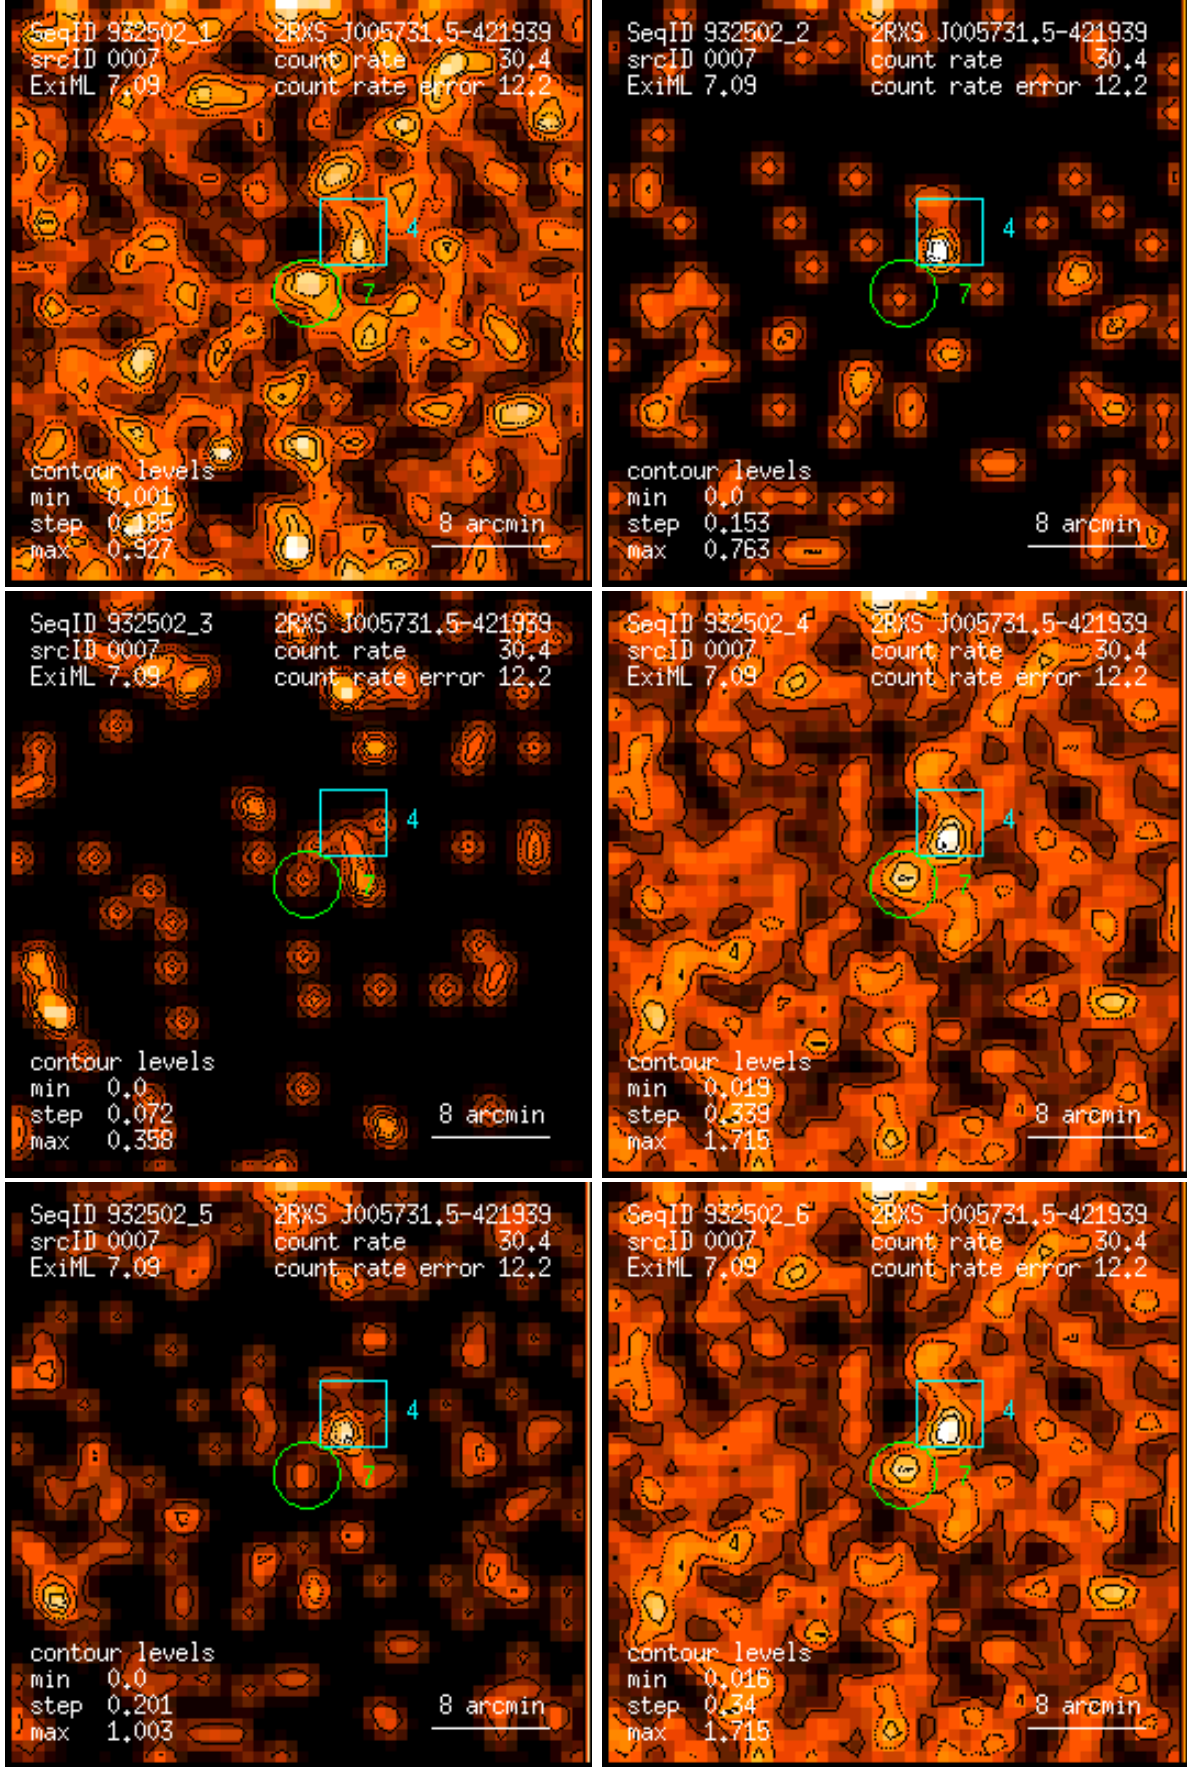 SeqID 932502_1 2RXS J005731.5-421939
srcID 0007 count rate 30.4
ExiML 7.09 count rate error 12.2
4
7
contour levels
min 0.001
step 0.185
max 0.927
8 arcmin
SeqID 932502_2 2RXS J005731.5-421939
srcID 0007 count rate 30.4
ExiML 7.09 count rate error 12.2
4
7
contour levels
min 0.0
step 0.153
max 0.763
8 arcmin
SeqID 932502_3 2RXS J005731.5-421939
srcID 0007 count rate 30.4
ExiML 7.09 count rate error 12.2
4
7
contour levels
min 0.0
step 0.072
max 0.358
8 arcmin
SeqID 932502_4 2RXS J005731.5-421939
srcID 0007 count rate 30.4
ExiML 7.09 count rate error 12.2
4
7
contour levels
min 0.019
step 0.339
max 1.715
8 arcmin
SeqID 932502_5 2RXS J005731.5-421939
srcID 0007 count rate 30.4
ExiML 7.09 count rate error 12.2
4
7
contour levels
min 0.0
step 0.201
max 1.003
8 arcmin
SeqID 932502_6 2RXS J005731.5-421939
srcID 0007 count rate 30.4
ExiML 7.09 count rate error 12.2
4
7
contour levels
min 0.016
step 0.34
max 1.715
8 arcmin